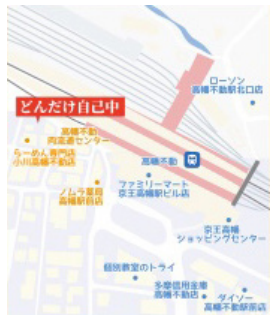 ローソン
高幡不動駅北口店
どんだけ自己中
高幡不動
向高速センター
らーめん専門店
小川高幡不動店
高幡不動
ノムラ薬局
高幡駅前店
ファミリーマート
京王高幡駅ビル店
京王高幡
ショッピングセンター
個別教室のトライ
多摩信用金庫
高幡不動店
ダイソー
高幡不動駅前店